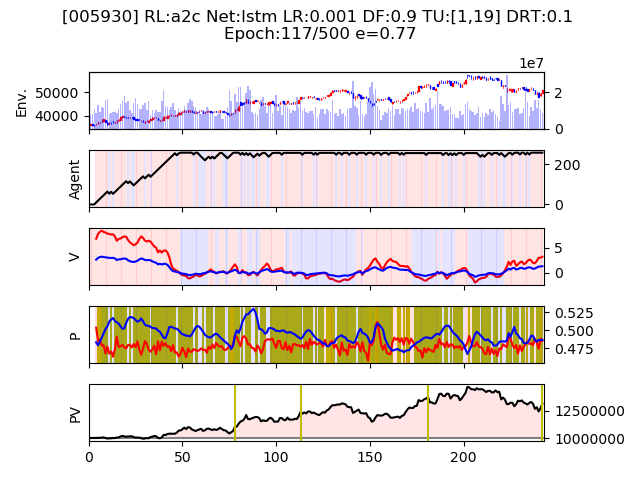 [005930] RL:a2c Net:lstm LR:0.001 DF:0.9 TU:[1,19] DRT:0.1
Epoch:117/500 e=0.77
1e7
Env.
50000
40000
2
0
Agent
200
0
V
5
0
P
0.525
0.500
0.475
PV
12500000
10000000
0
50
100
150
200